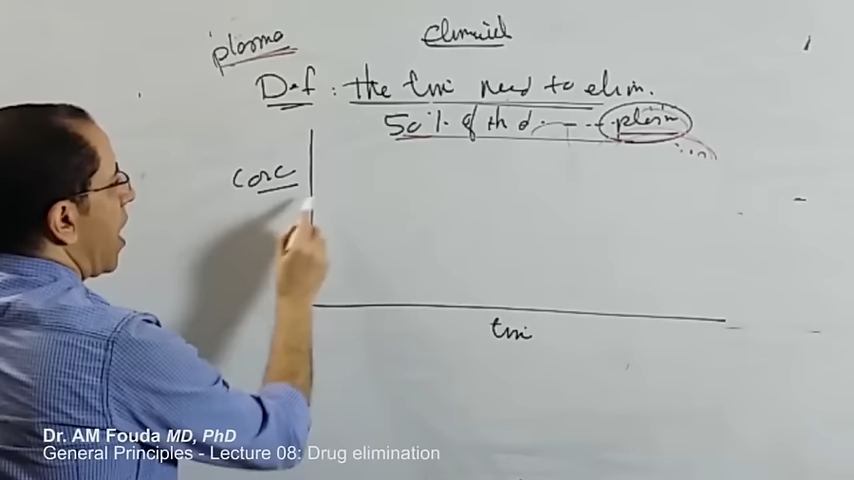 plasma
Def : the tmi need to elim.
50% of th d. - - - plasm
conc
tmi
Dr. AM Fouda MD, PhD
General Principles - Lecture 08: Drug elimination